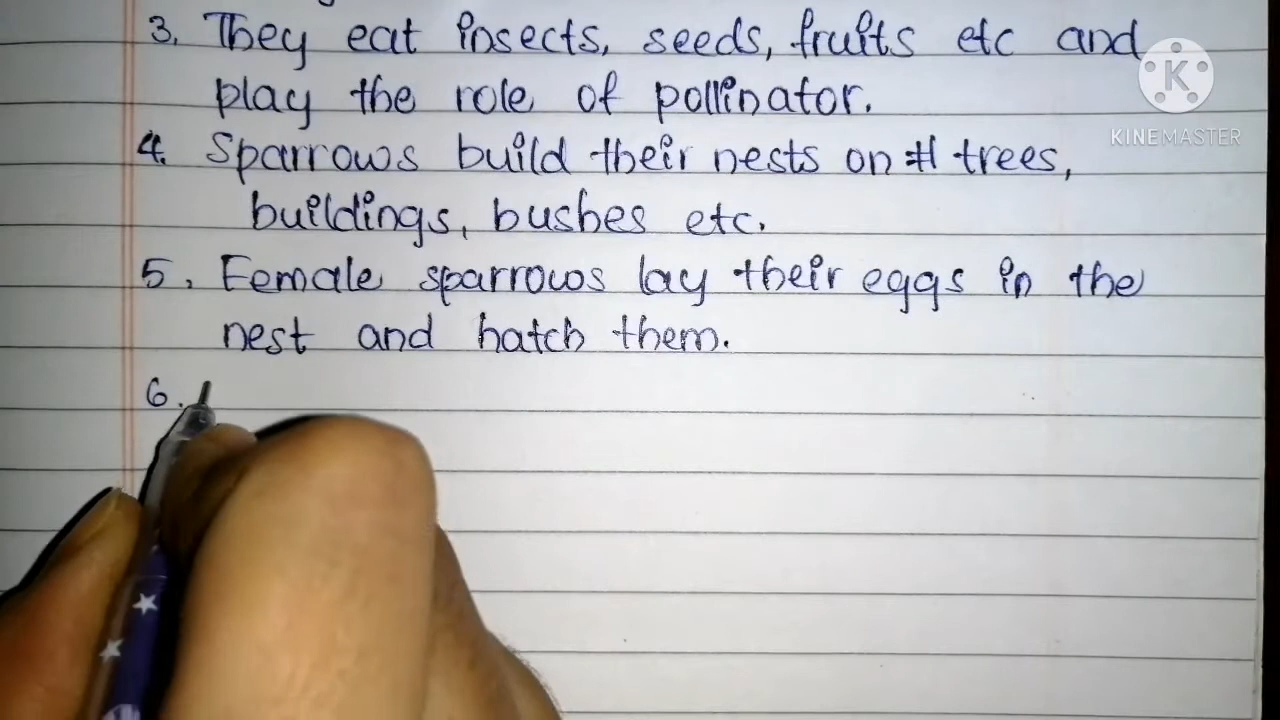 3. They eat insects, seeds, fruits etc and
play the role of pollinator.
4. Sparrows build their nests on trees,
buildings, bushes etc.
5. Female sparrows lay their eggs in the
nest and hatch them.
6.
K
KINEMASTER